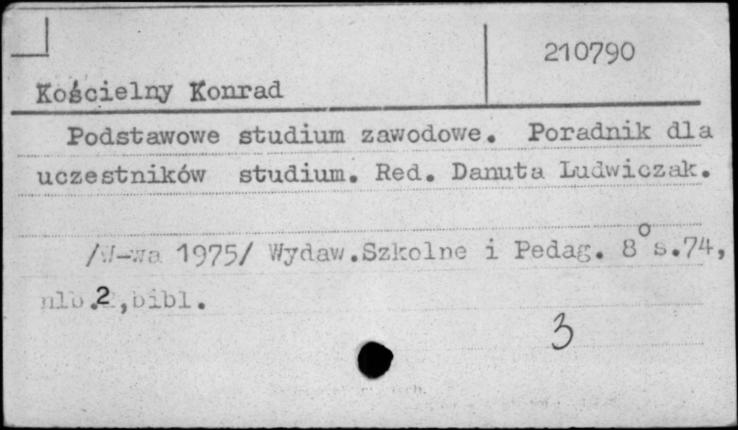 210790
Kościelny Konrad
Podstawowe studium zawodowe. Poradnik dla
uczestników studium. Red. Danuta Ludwiczak.
/W-wa 1975/ Wydaw.Szkolne i Pedag. 8° s.74,
nlb.2,bibl.
3